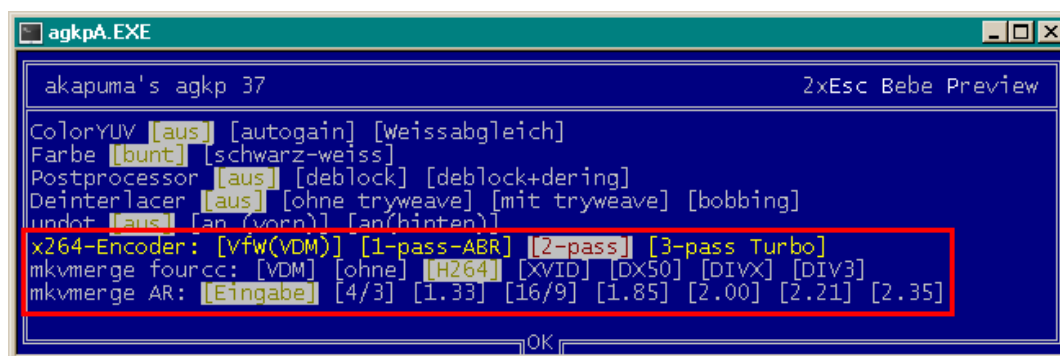 agkpA.EXE
akapuma's agkp 37 2xEsc Bebe Preview
ColorYUV [aus] [autogain] [Weissabgleich]
Farbe [bunt] [schwarz-weiss]
Postprocessor [aus] [deblock] [deblock+dering]
Deinterlacer [aus] [ohne tryweave] [mit tryweave] [bobbing]
undot [aus] [an (vorn)] [an(hinten)]
x264-Encoder: [VfW(VDM)] [1-pass-ABR] [2-pass] [3-pass Turbo]
mkvmerge fourcc: [VDM] [ohne] [H264] [XVID] [DX50] [DIVX] [DIV3]
mkvmerge AR: [Eingabe] [4/3] [1.33] [16/9] [1.85] [2.00] [2.21] [2.35]
OK